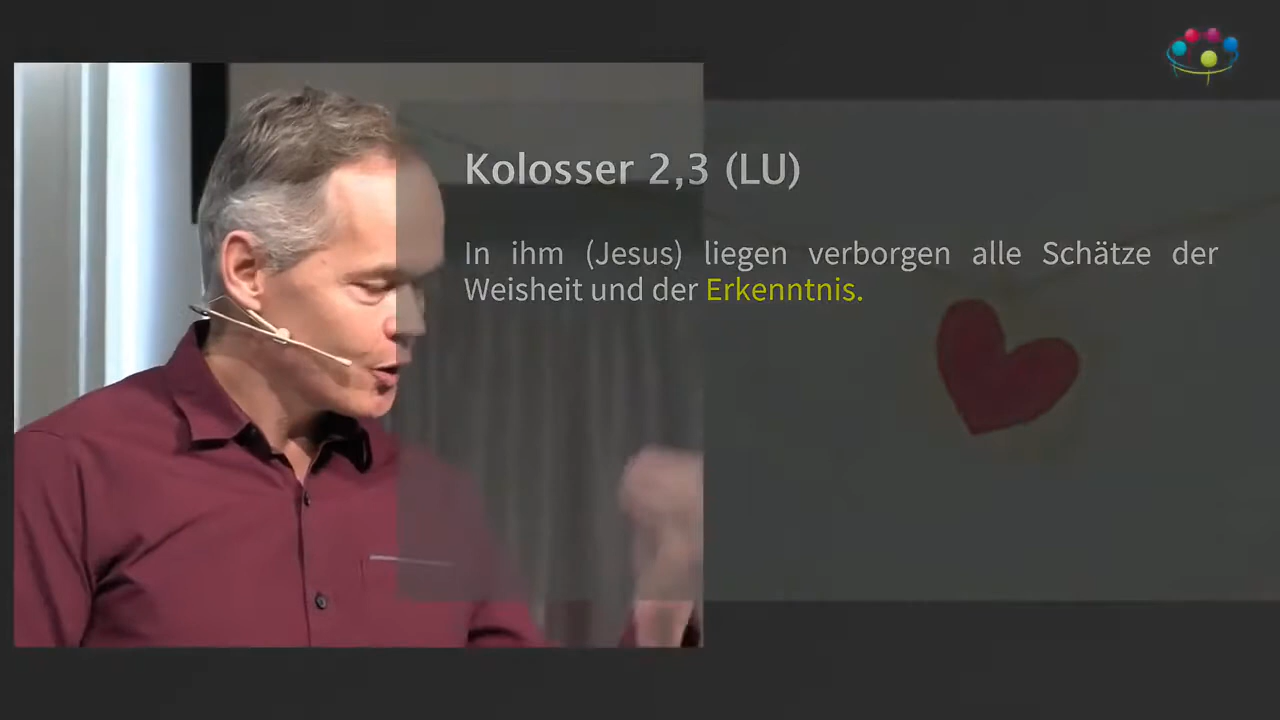 Kolosser 2,3 (LU)
In ihm (Jesus) liegen verborgen alle Schätze der
Weisheit und der Erkenntnis.